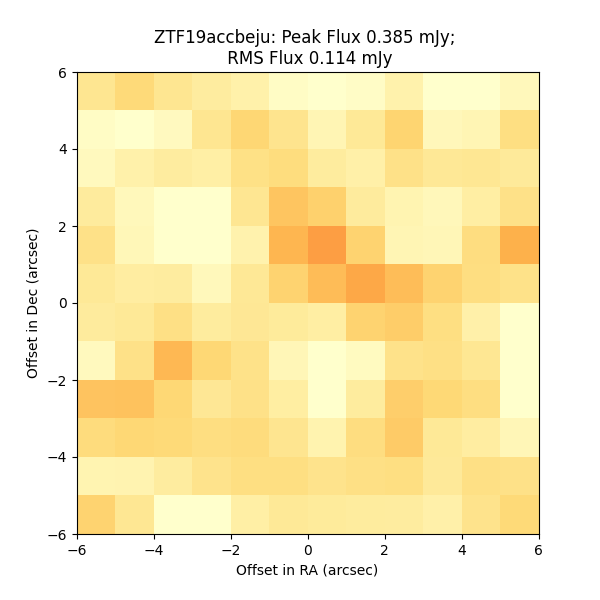 ZTF19accbeju: Peak Flux 0.385 mJy;
RMS Flux 0.114 mJy
6
4
2
0
−2
−4
−6
Offset in Dec (arcsec)
−6 −4 −2 0 2 4 6
Offset in RA (arcsec)